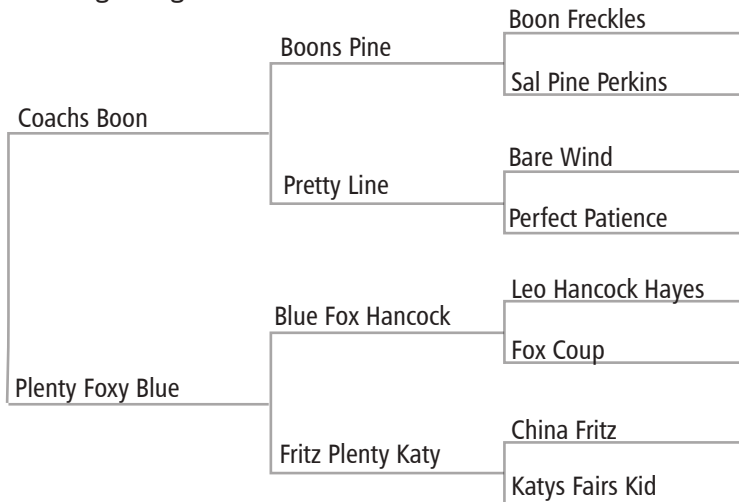 Boon Freckles
Boons Pine
Sal Pine Perkins
Coachs Boon
Bare Wind
Pretty Line
Perfect Patience
Leo Hancock Hayes
Blue Fox Hancock
Fox Coup
Plenty Foxy Blue
China Fritz
Fritz Plenty Katy
Katys Fairs Kid